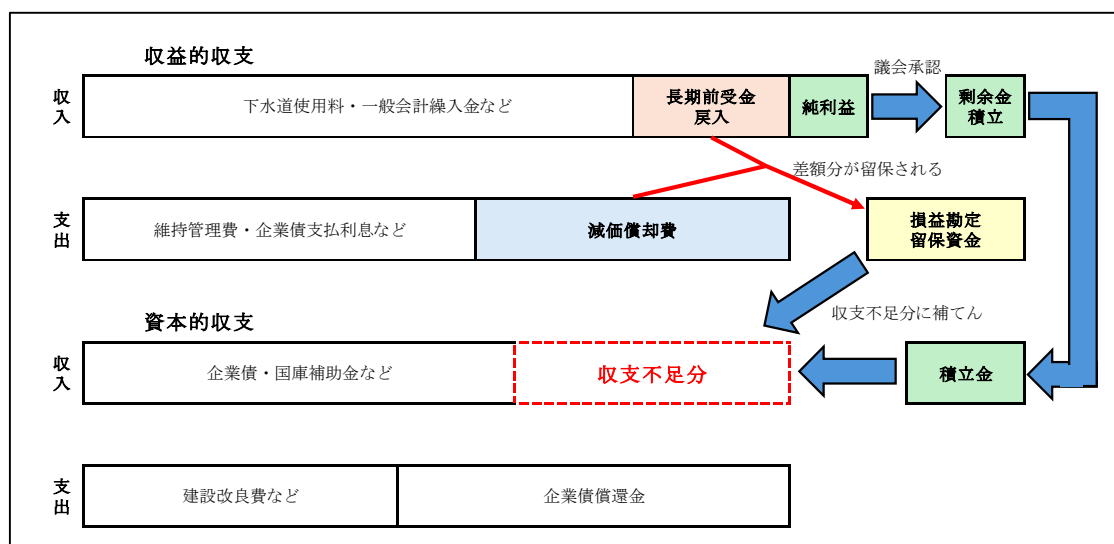 収益的収支
議会承認
収入
下水道使用料・一般会計繰入金など
長期前受金
戻入
純利益
剰余金
積立
差額分が留保される
支出
維持管理費・企業債支払利息など
減価償却費
損益勘定
留保資金
収支不足分に補てん
資本的収支
収入
企業債・国庫補助金など
収支不足分
積立金
支出
建設改良費など
企業債償還金